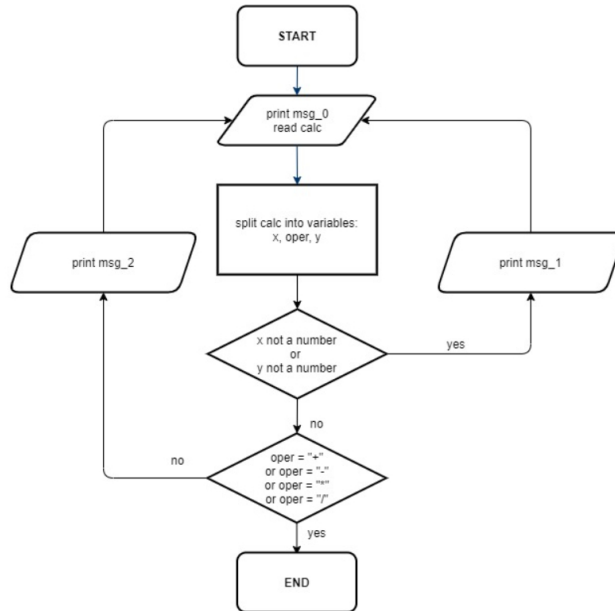 START
print msg_0
read calc
split calc into variables:
x, oper, y
print msg_2
print msg_1
x not a number
or
y not a number
yes
no
no
oper = "+"
or oper = "-"
or oper = "*"
or oper = "/"
yes
END